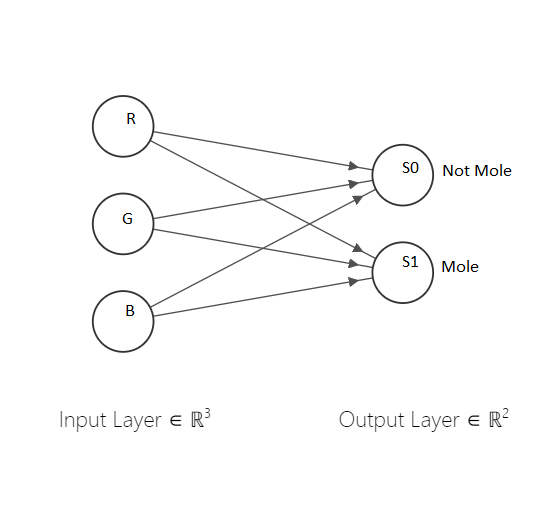 R
S0 Not Mole
G
S1 Mole
B
Input Layer ∈ ℝ³ Output Layer ∈ ℝ²